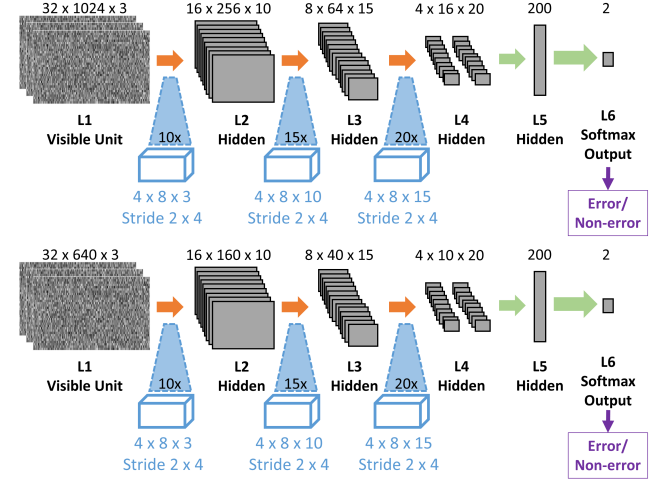 32 x 1024 x 3
16 x 256 x 10
8 x 64 x 15
4 x 16 x 20
200
2
L1
Visible Unit
L2
Hidden
L3
Hidden
L4
Hidden
L5
Hidden
L6
Softmax
Output
10x
15x
20x
4 x 8 x 3
Stride 2 x 4
4 x 8 x 10
Stride 2 x 4
4 x 8 x 15
Stride 2 x 4
Error/
Non-error
32 x 640 x 3
16 x 160 x 10
8 x 40 x 15
4 x 10 x 20
200
2
L1
Visible Unit
L2
Hidden
L3
Hidden
L4
Hidden
L5
Hidden
L6
Softmax
Output
10x
15x
20x
4 x 8 x 3
Stride 2 x 4
4 x 8 x 10
Stride 2 x 4
4 x 8 x 15
Stride 2 x 4
Error/
Non-error